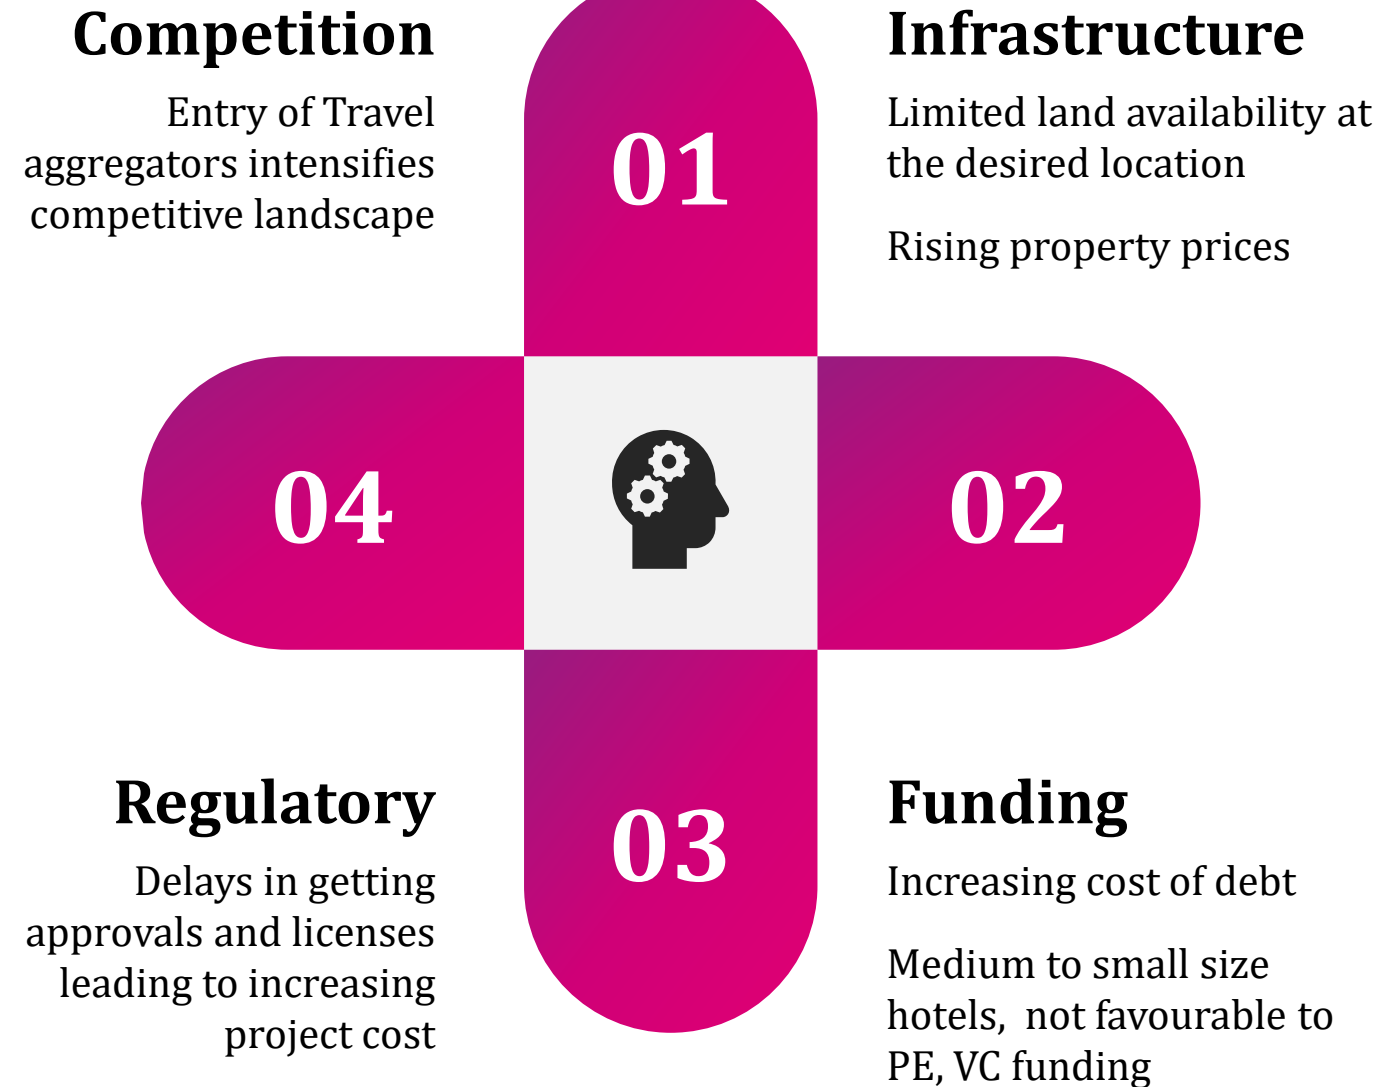 Competition
Entry of Travel
aggregators intensifies
competitive landscape
01
Infrastructure
Limited land availability at
the desired location
Rising property prices
04
02
Regulatory
Delays in getting
approvals and licenses
leading to increasing
project cost
03
Funding
Increasing cost of debt
Medium to small size
hotels,  not favourable to
PE, VC funding